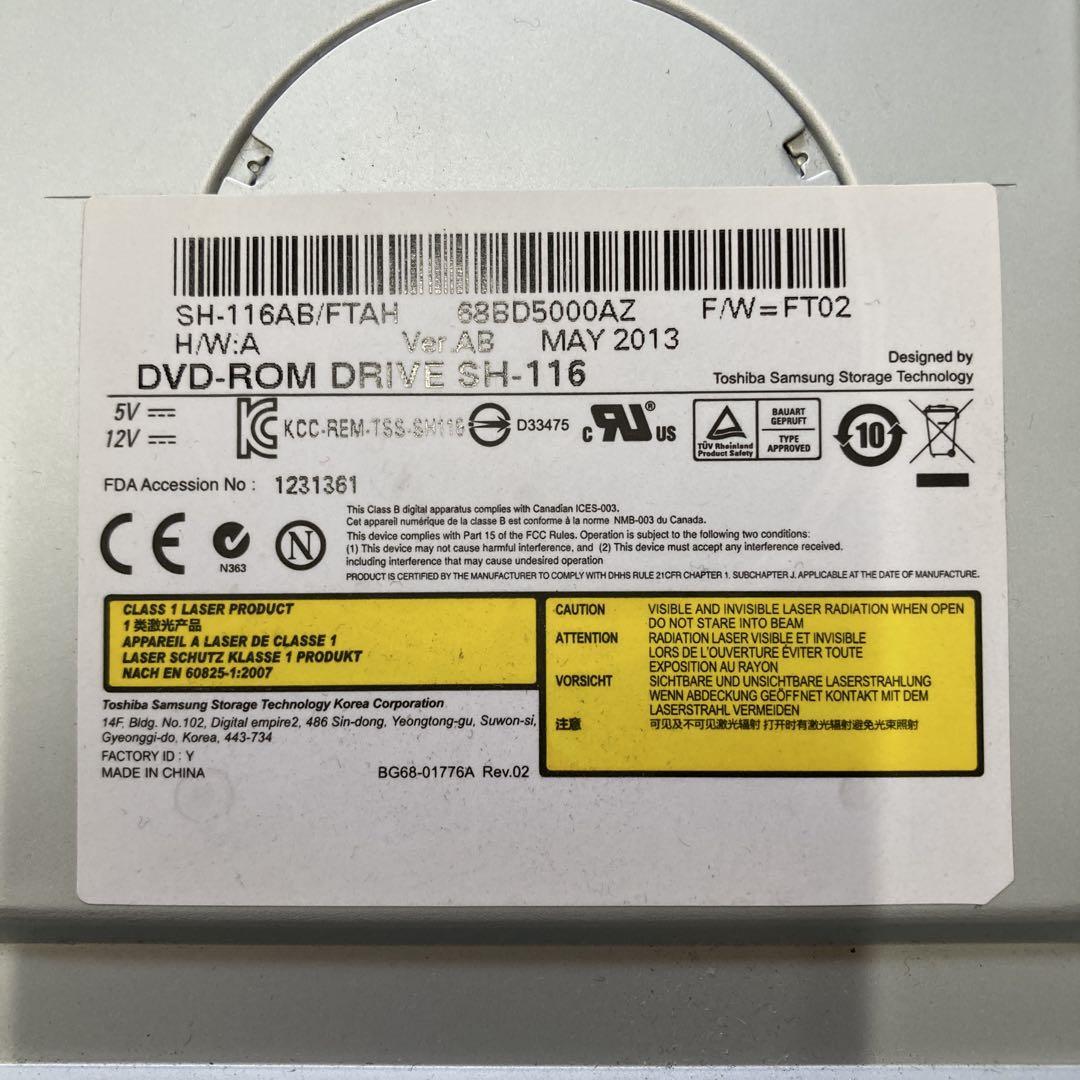 SH-116AB/FTAH 68BD5000AZ F/W=FT02
H/W:A Ver.AB MAY 2013
DVD-ROM DRIVE SH-116
Designed by
Toshiba Samsung Storage Technology
5V
12V
KCC-REM-TSS-SH116
D33475
c RU ® US
TÜV Rheinland
Product Safety
BAUART
GEPRUFT
TYPE
APPROVED
10
FDA Accession No : 1231361
CE
N363
N
This Class B digital apparatus complies with Canadian ICES-003.
Cet appareil numérique de la classe B est conforme à la norme NMB-003 du Canada.
This device complies with Part 15 of the FCC Rules. Operation is subject to the following two conditions:
(1) This device may not cause harmful interference, and (2) This device must accept any interference received.
including interference that may cause undesired operation
PRODUCT IS CERTIFIED BY THE MANUFACTURER TO COMPLY WITH DHHS RULE 21CFR CHAPTER 1. SUBCHAPTER J. APPLICABLE AT THE DATE OF MANUFACTURE.
CLASS 1 LASER PRODUCT
1 类激光产品
APPAREIL A LASER DE CLASSE 1
LASER SCHUTZ KLASSE 1 PRODUKT
NACH EN 60825-1:2007
CAUTION VISIBLE AND INVISIBLE LASER RADIATION WHEN OPEN
DO NOT STARE INTO BEAM
ATTENTION RADIATION LASER VISIBLE ET INVISIBLE
LORS DE L'OUVERTURE ÉVITER TOUTE
EXPOSITION AU RAYON
VORSICHT SICHTBARE UND UNSICHTBARE LASERSTRAHLUNG
WENN ABDECKUNG GEÖFFNET KONTAKT MIT DEM
LASERSTRAHL VERMEIDEN
注意 可见及不可见激光辐射 打开时有激光辐射避免光束照射
Toshiba Samsung Storage Technology Korea Corporation
14F, Bldg. No.102, Digital empire2, 486 Sin-dong, Yeongtong-gu, Suwon-si,
Gyeonggi-do, Korea, 443-734
FACTORY ID : Y
MADE IN CHINA
BG68-01776A Rev.02